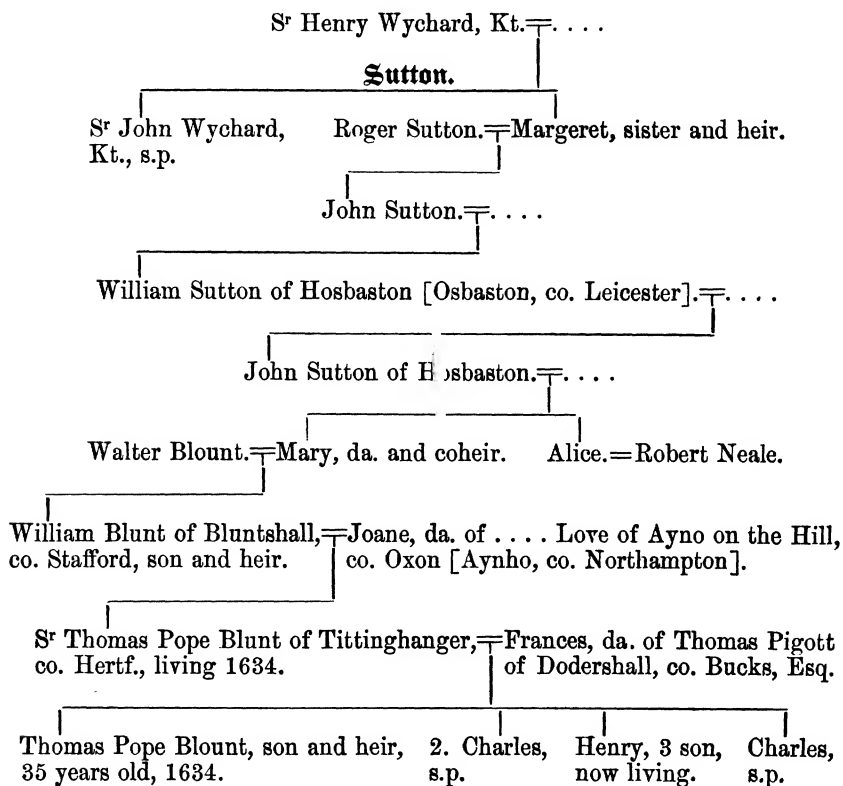 Sʳ Henry Wychard, Kt.=. . . .
Sutton.
Sʳ John Wychard, Kt., s.p.
Roger Sutton.=Margeret, sister and heir.
John Sutton.=. . . .
William Sutton of Hosbaston [Osbaston, co. Leicester].=. . . .
John Sutton of Hosbaston.=. . . .
Walter Blount.=Mary, da. and coheir.
Alice.=Robert Neale.
William Blunt of Bluntshall,
co. Stafford, son and heir.
=Joane, da. of . . . . Love of Ayno on the Hill,
co. Oxon [Aynho, co. Northampton].
Sʳ Thomas Pope Blunt of Tittinghanger,
co. Hertf., living 1634.
=Frances, da. of Thomas Pigott
of Dodershall, co. Bucks, Esq.
Thomas Pope Blount, son and heir,
35 years old, 1634.
2. Charles,
s.p.
Henry, 3 son,
now living.
Charles,
s.p.